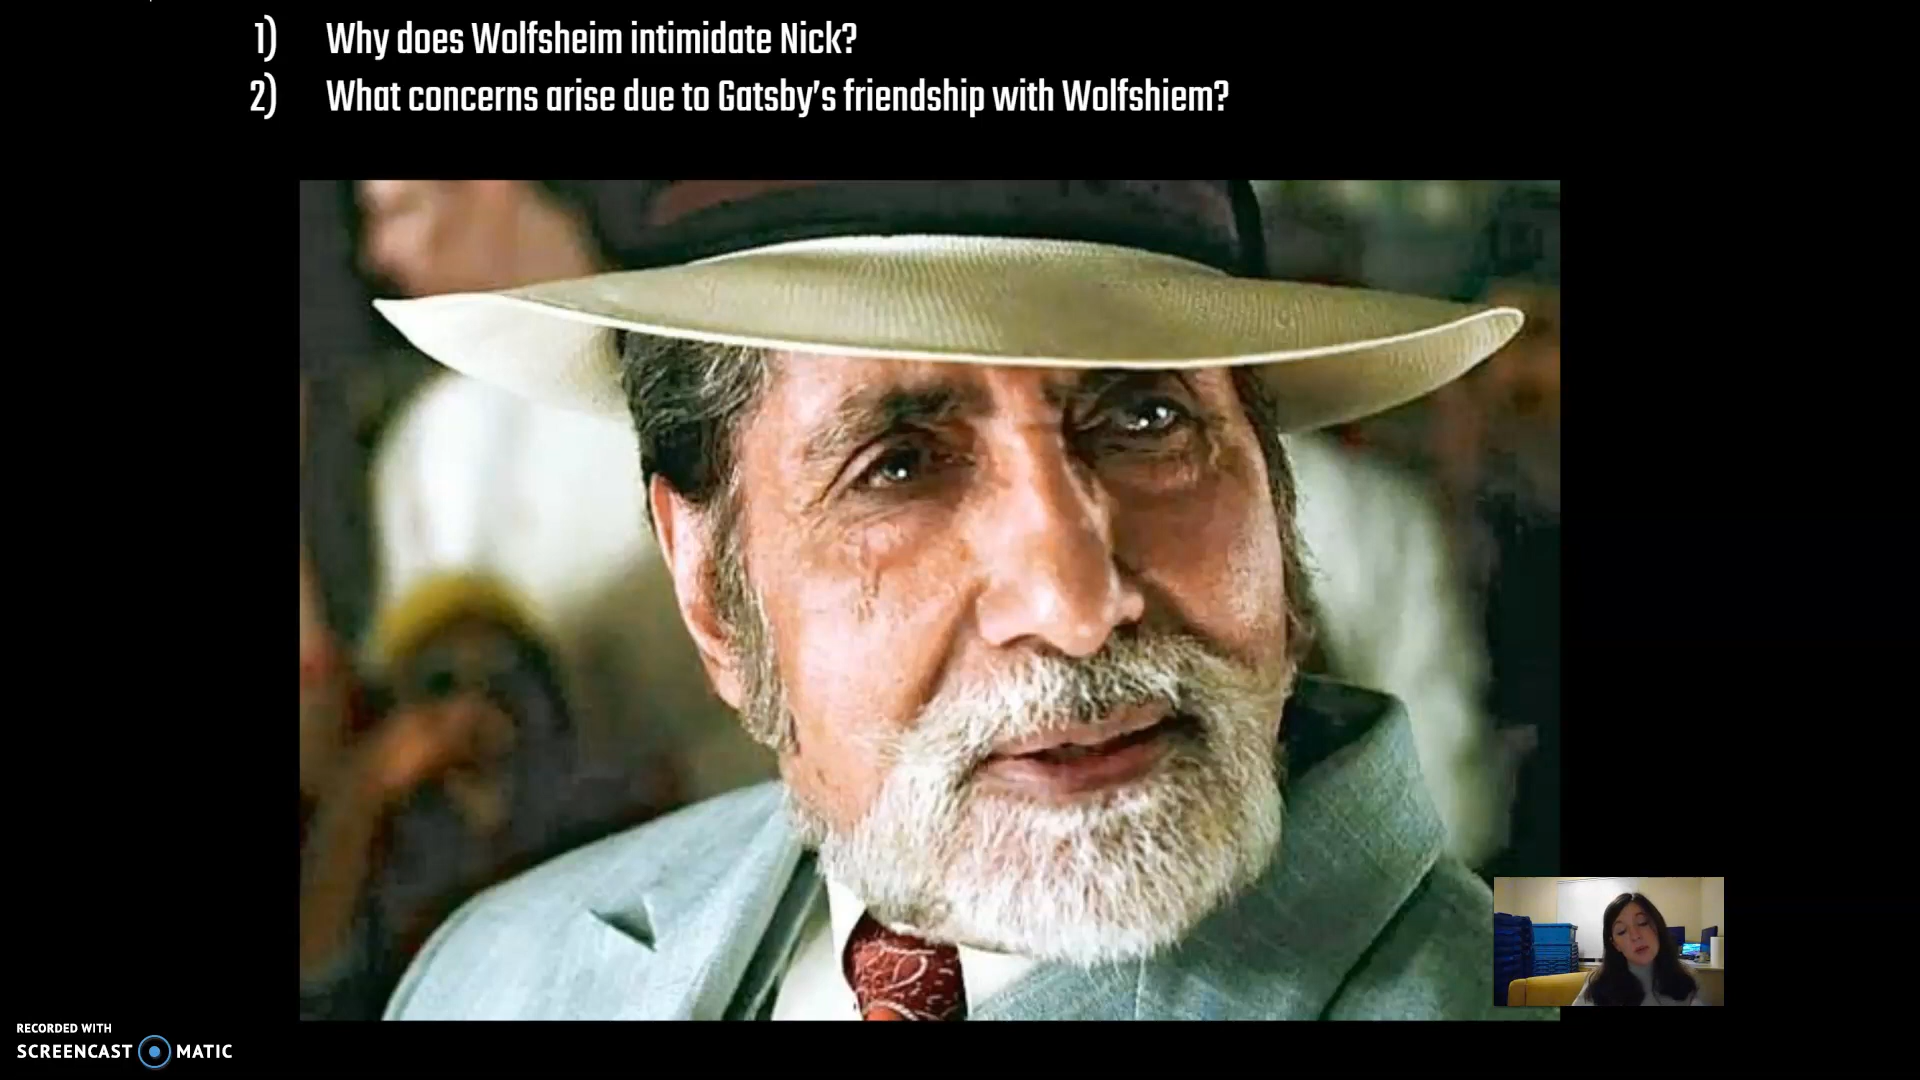 1) Why does Wolfsheim intimidate Nick?
2) What concerns arise due to Gatsby's friendship with Wolfshiem?
RECORDED WITH
SCREENCAST MATIC